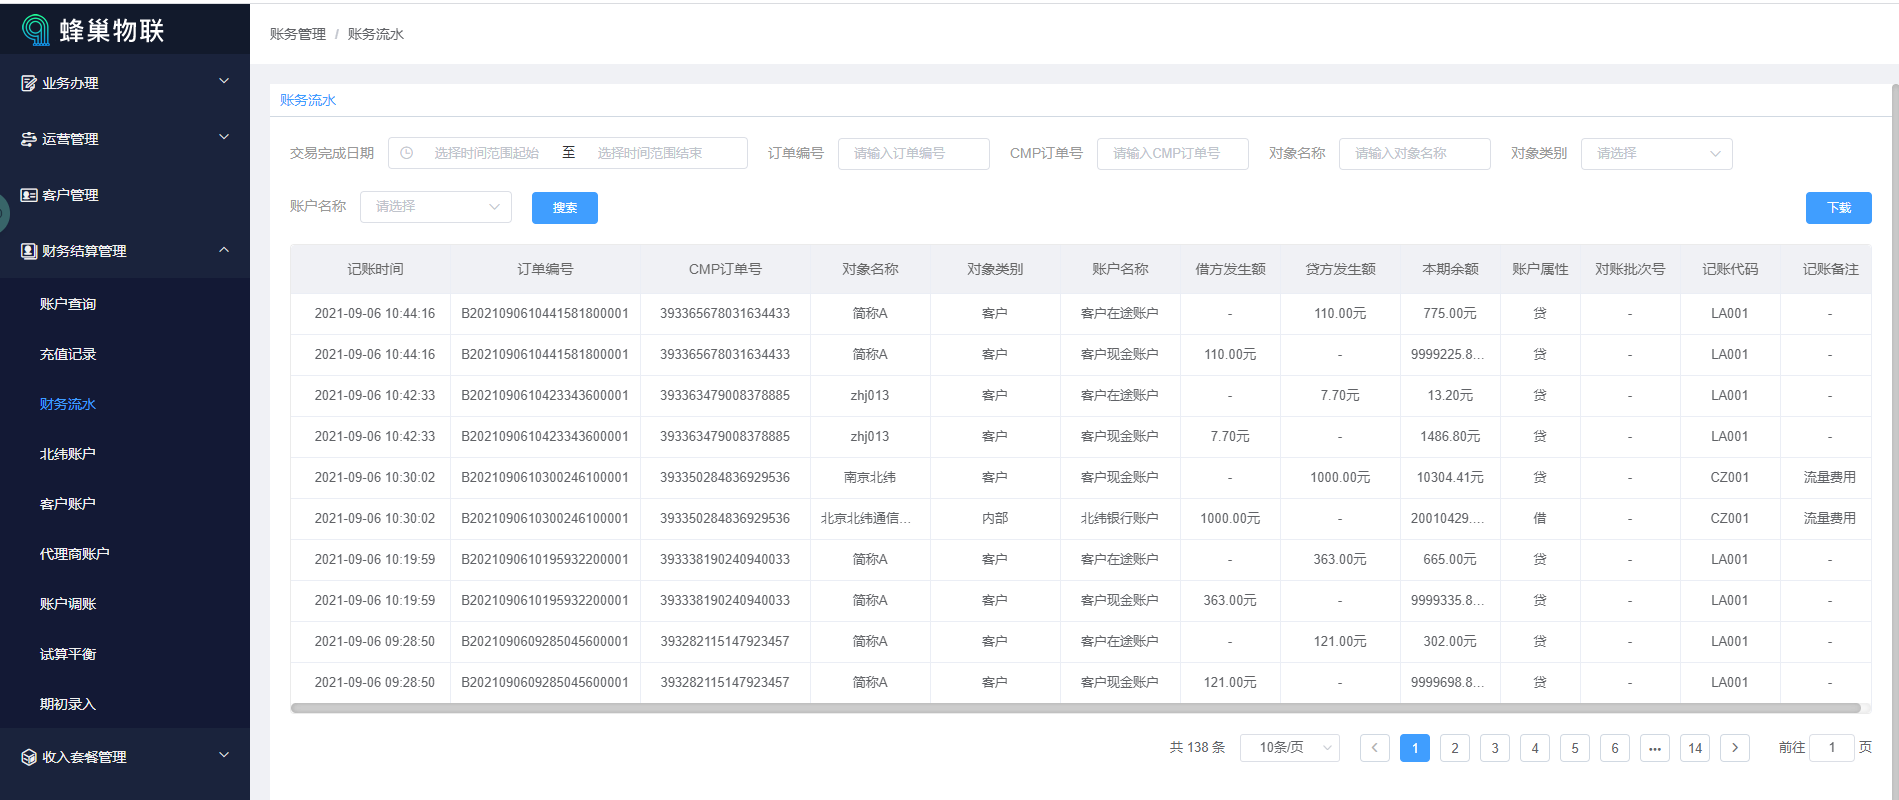 蜂巢物联
业务办理
运营管理
客户管理
财务结算管理
账户查询
充值记录
财务流水
北纬账户
客户账户
代理商账户
账户调账
试算平衡
期初录入
收入套餐管理
账务管理 / 账务流水
账务流水
交易完成日期 选择时间范围起始 至 选择时间范围结束 订单编号 请输入订单编号 CMP订单号 请输入CMP订单号 对象名称 请输入对象名称 对象类别 请选择
账户名称 请选择 搜索 下载
记账时间 订单编号 CMP订单号 对象名称 对象类别 账户名称 借方发生额 贷方发生额 本期余额 账户属性 对账批次号 记账代码 记账备注
2021-09-06 10:44:16 B2021090610441581800001 393365678031634433 简称A 客户 客户在途账户 - 110.00元 775.00元 贷 - LA001 -
2021-09-06 10:44:16 B2021090610441581800001 393365678031634433 简称A 客户 客户现金账户 110.00元 - 9999225.8... 贷 - LA001 -
2021-09-06 10:42:33 B2021090610423343600001 393363479008378885 zhj013 客户 客户在途账户 - 7.70元 13.20元 贷 - LA001 -
2021-09-06 10:42:33 B2021090610423343600001 393363479008378885 zhj013 客户 客户现金账户 7.70元 - 1486.80元 贷 - LA001 -
2021-09-06 10:30:02 B2021090610300246100001 393350284836929536 南京北纬 客户 客户现金账户 - 1000.00元 10304.41元 贷 - CZ001 流量费用
2021-09-06 10:30:02 B2021090610300246100001 393350284836929536 北京北纬通信... 内部 北纬银行账户 1000.00元 - 20010429.... 借 - CZ001 流量费用
2021-09-06 10:19:59 B2021090610195932200001 393338190240940033 简称A 客户 客户在途账户 - 363.00元 665.00元 贷 - LA001 -
2021-09-06 10:19:59 B2021090610195932200001 393338190240940033 简称A 客户 客户现金账户 363.00元 - 9999335.8... 贷 - LA001 -
2021-09-06 09:28:50 B2021090609285045600001 393282115147923457 简称A 客户 客户在途账户 - 121.00元 302.00元 贷 - LA001 -
2021-09-06 09:28:50 B2021090609285045600001 393282115147923457 简称A 客户 客户现金账户 121.00元 - 9999698.8... 贷 - LA001 -
共 138 条 10条/页 1 2 3 4 5 6 ••• 14 前往 1 页